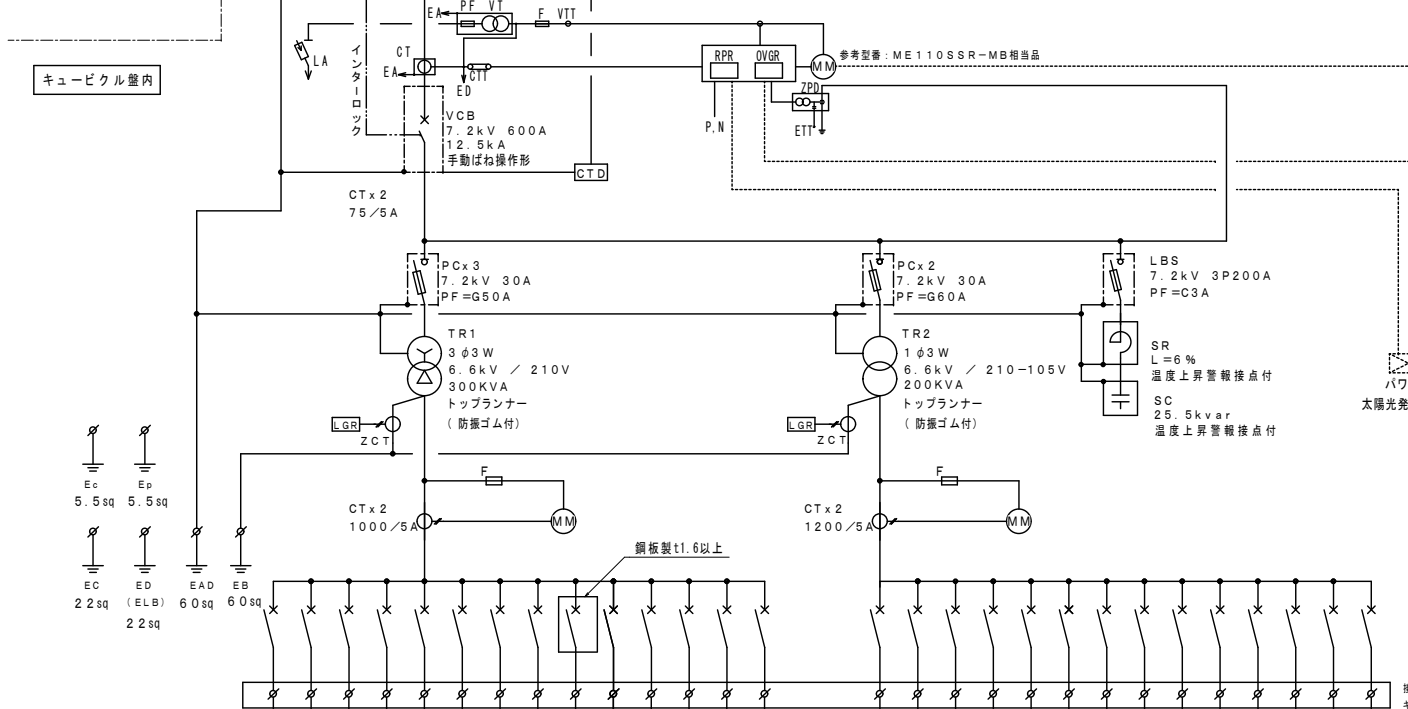 EA
PF VT
F VTT
LA
インターロック
CT
EA
CTT
ED
RPR OVGR
MM
参考型番：ME110SSR－MB相当品
ZPD
ETT
P,N
キュービクル盤内
VCB
7.2kV 600A
12.5kA
手動ばね操作形
CTD
CTx2
75／5A
PCx3
7.2kV 30A
PF=G50A
PCx2
7.2kV 30A
PF=G60A
LBS
7.2kV 3P200A
PF=C3A
TR1
3φ3W
6.6kV ／ 210V
300KVA
トップランナー
(防振ゴム付)
TR2
1φ3W
6.6kV ／ 210−105V
200KVA
トップランナー
(防振ゴム付)
SR
L=6%
温度上昇警報接点付
SC
25.5kvar
温度上昇警報接点付
パワ
太陽光発
LGR
ZCT
LGR
ZCT
Ec
5.5sq
Ep
5.5sq
F
F
CTx2
1000／5A
MM
CTx2
1200／5A
MM
鋼板製t1.6以上
EC
22sq
ED
(ELB)
22sq
EAD
60sq
EB
60sq